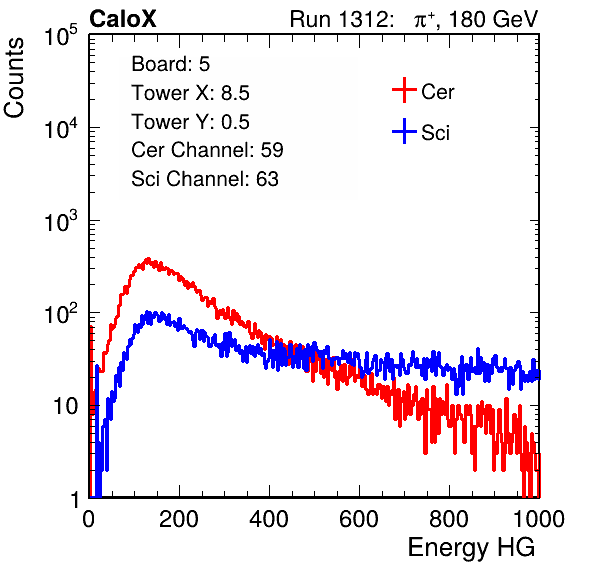 CaloX Run 1312: π⁺, 180 GeV
Counts
Board: 5
Tower X: 8.5
Tower Y: 0.5
Cer Channel: 59
Sci Channel: 63
Cer
Sci
10⁵
10⁴
10³
10²
10
1
0 200 400 600 800 1000
Energy HG